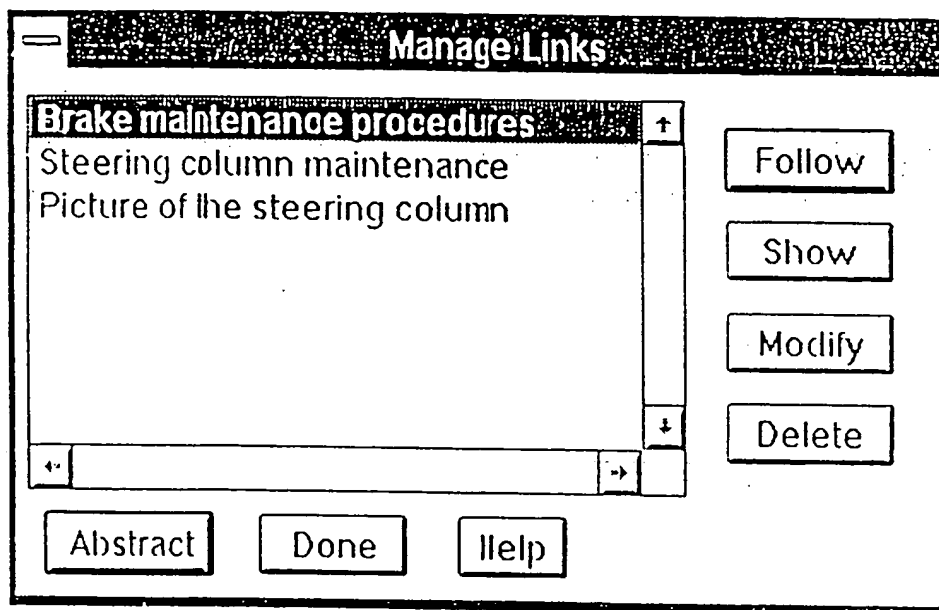 Manage Links
Brake maintenance procedures
Steering column maintenance
Picture of the steering column
Follow
Show
Modify
Delete
Abstract
Done
Help